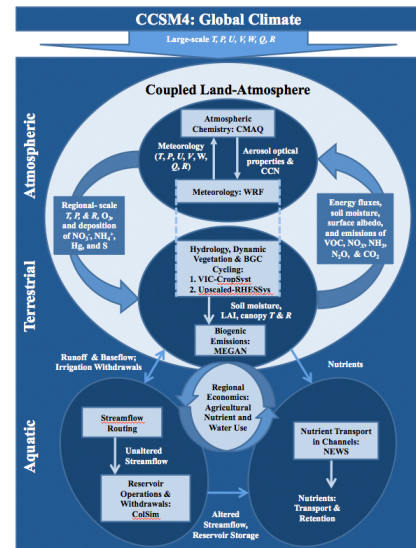 CCSM4: Global Climate
Large-scale T, P, U, V, W, Q, R
Coupled Land-Atmosphere
Atmospheric
Atmospheric
Chemistry: CMAQ
Meteorology
(T, P, U, V, W,
Q, R)
Aerosol optical
properties &
CCN
Meteorology: WRF
Regional- scale
T, P, & R, O₃,
and deposition
of NO₃⁻, NH₄⁺,
Hg, and S
Energy fluxes,
soil moisture,
surface albedo,
and emissions of
VOC, NOₓ, NH₃,
N₂O, & CO₂
Terrestrial
Hydrology, Dynamic
Vegetation & BGC
Cycling:
1. VIC-CropSyst
2. Upscaled-RHESSys
Soil moisture,
LAI, canopy T & R
Biogenic
Emissions:
MEGAN
Runoff & Baseflow;
Irrigation Withdrawals
Nutrients
Regional
Economics:
Agricultural
Nutrient and
Water Use
Aquatic
Streamflow
Routing
Unaltered
Streamflow
Reservoir
Operations &
Withdrawals:
ColSim
Altered
Streamflow,
Reservoir Storage
Nutrient Transport
in Channels:
NEWS
Nutrients:
Transport &
Retention